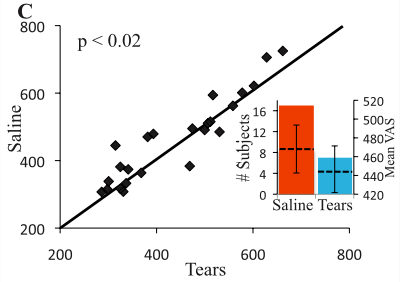 C
p < 0.02
800
600
400
200
Saline
200
400
600
800
Tears
# Subjects
16
12
8
4
0
520
500
480
460
440
420
Mean VAS
Saline Tears